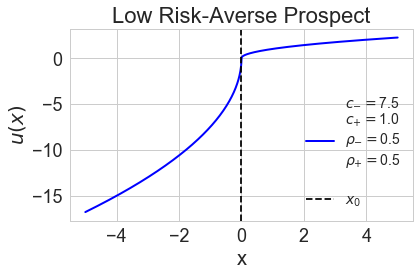 Low Risk-Averse Prospect
u(x)
0
−5
−10
−15
c₋ = 7.5
c₊ = 1.0
ρ₋ = 0.5
ρ₊ = 0.5
x₀
−4 −2 0 2 4
x